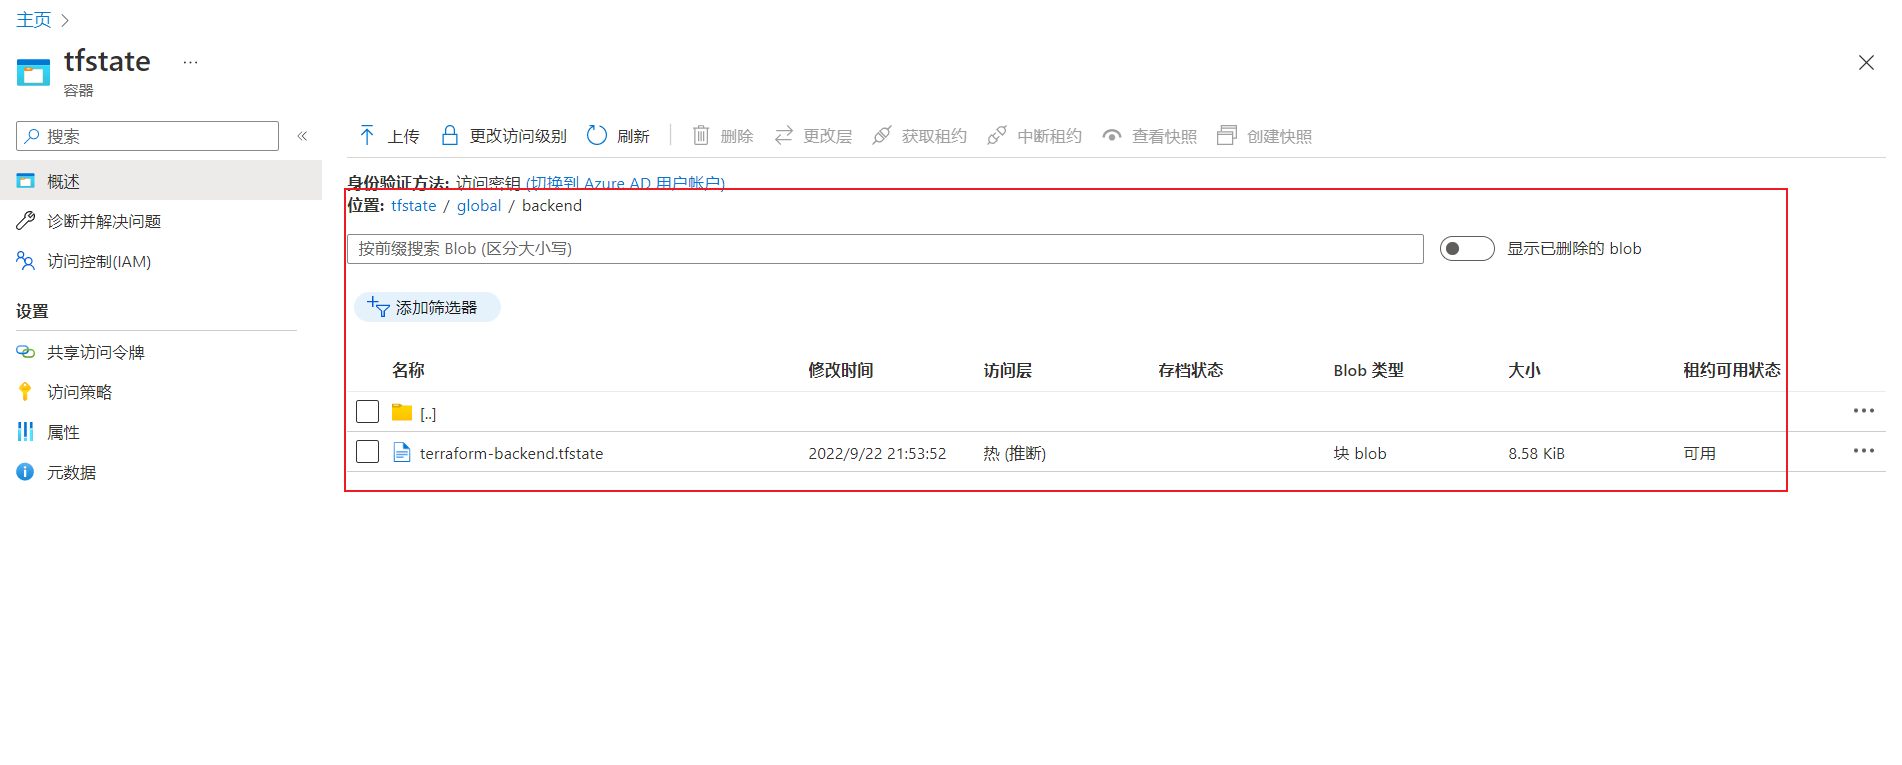 主页
tfstate ...
容器
搜索
概述
诊断并解决问题
访问控制(IAM)
设置
共享访问令牌
访问策略
属性
元数据
上传 更改访问级别 刷新 删除 更改层 获取租约 中断租约 查看快照 创建快照
身份验证方法: 访问密钥 (切换到 Azure AD 用户帐户)
位置: tfstate / global / backend
按前缀搜索 Blob (区分大小写) 显示已删除的 blob
添加筛选器
名称 修改时间 访问层 存档状态 Blob 类型 大小 租约可用状态
[..]
terraform-backend.tfstate 2022/9/22 21:53:52 热 (推断) 块 blob 8.58 KiB 可用